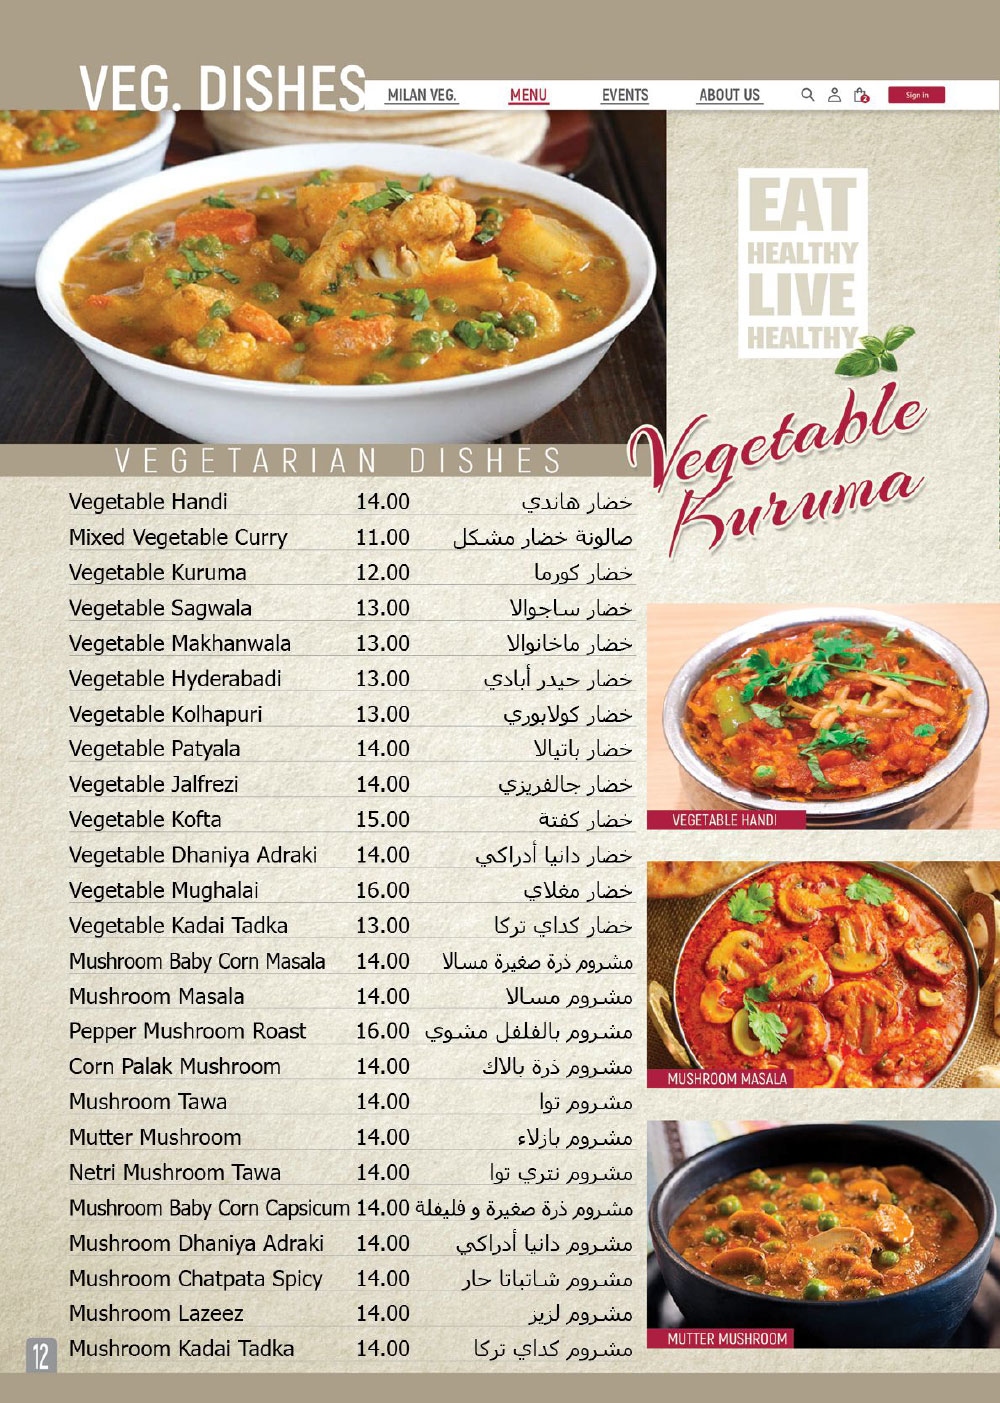 VEG. DISHES
MILAN VEG. MENU EVENTS ABOUT US 2 Sign in
EAT
HEALTHY
LIVE
HEALTHY
Vegetable
Kuruma
VEGETARIAN DISHES
Vegetable Handi 14.00 خضار هاندي
Mixed Vegetable Curry 11.00 صالونة خضار مشكل
Vegetable Kuruma 12.00 خضار كورما
Vegetable Sagwala 13.00 خضار ساجوالا
Vegetable Makhanwala 13.00 خضار ماخانوالا
Vegetable Hyderabadi 13.00 خضار حيدر أبادي
Vegetable Kolhapuri 13.00 خضار كولابوري
Vegetable Patyala 14.00 خضار باتيالا
Vegetable Jalfrezi 14.00 خضار جالفريزي
Vegetable Kofta 15.00 خضار كفتة
Vegetable Dhaniya Adraki 14.00 خضار دانيا أدراكي
Vegetable Mughalai 16.00 خضار مغلاي
Vegetable Kadai Tadka 13.00 خضار كداي تركا
Mushroom Baby Corn Masala 14.00 مشروم ذرة صغيرة مسالا
Mushroom Masala 14.00 مشروم مسالا
Pepper Mushroom Roast 16.00 مشروم بالفلفل مشوي
Corn Palak Mushroom 14.00 مشروم ذرة بالاك
Mushroom Tawa 14.00 مشروم توا
Mutter Mushroom 14.00 مشروم بازلاء
Netri Mushroom Tawa 14.00 مشروم نتري توا
Mushroom Baby Corn Capsicum 14.00 مشروم ذرة صغيرة و فليفلة
Mushroom Dhaniya Adraki 14.00 مشروم دانيا أدراكي
Mushroom Chatpata Spicy 14.00 مشروم شاتباتا حار
Mushroom Lazeez 14.00 مشروم لزيز
Mushroom Kadai Tadka 14.00 مشروم كداي تركا
VEGETABLE HANDI
MUSHROOM MASALA
MUTTER MUSHROOM
12